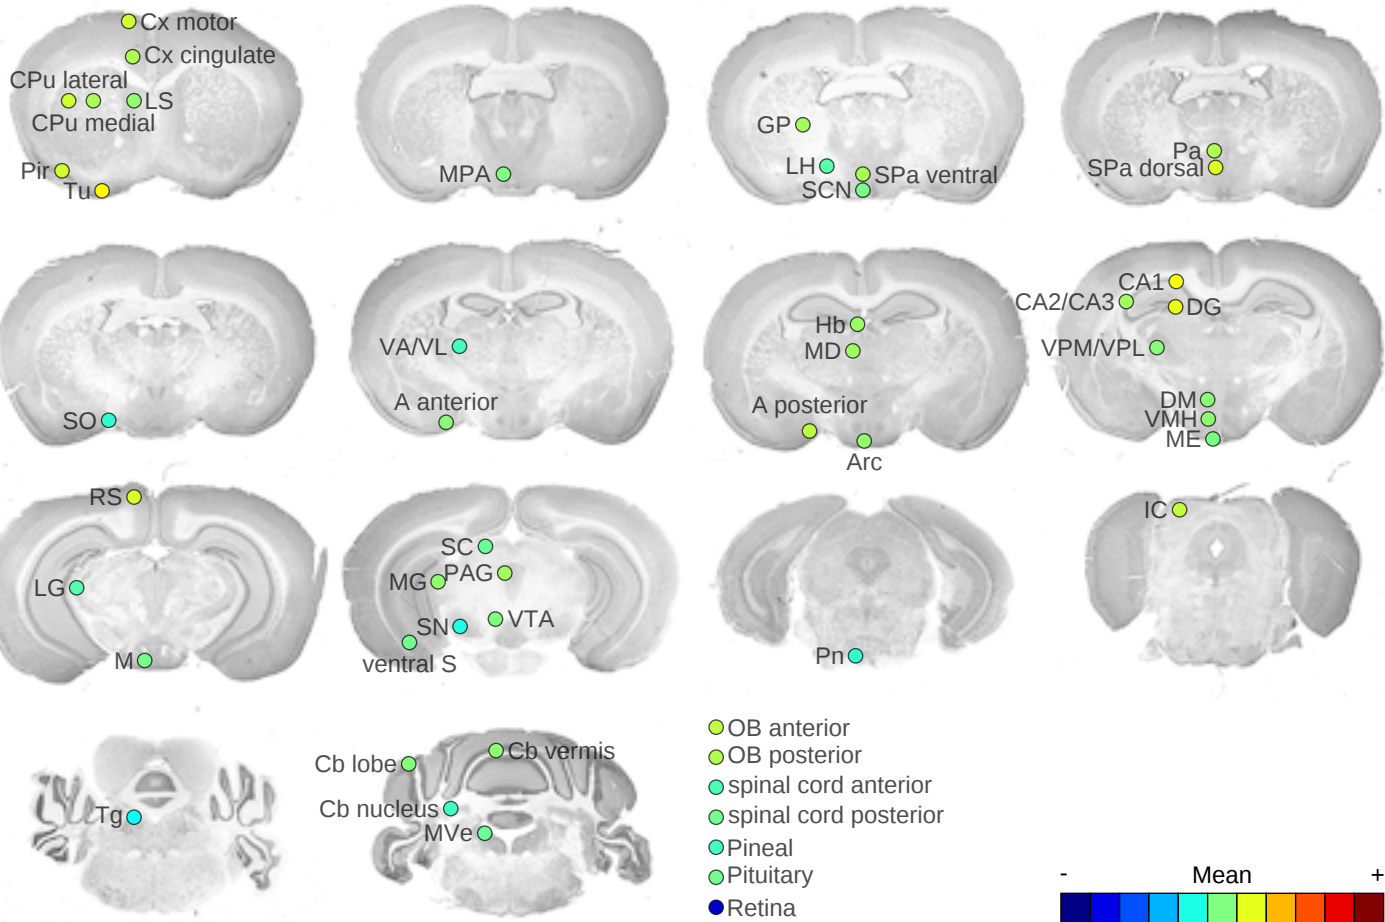 Cx motor
Cx cingulate
CPu lateral
LS
CPu medial
Pir
Tu
MPA
GP
LH
SPa ventral
SCN
Pa
SPa dorsal
SO
VA/VL
A anterior
Hb
MD
A posterior
Arc
CA1
CA2/CA3
DG
VPM/VPL
DM
VMH
ME
RS
LG
M
SC
MG
PAG
SN
VTA
ventral S
Pn
IC
Tg
Cb lobe
Cb vermis
Cb nucleus
MVe
OB anterior
OB posterior
spinal cord anterior
spinal cord posterior
Pineal
Pituitary
Retina
- Mean +